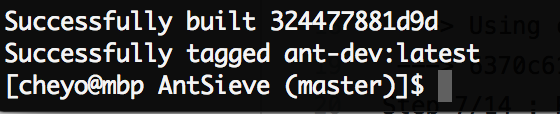 Successfully built 324477881d9d
Successfully tagged ant-dev:latest
[cheyo@mbp AntSieve (master)]$